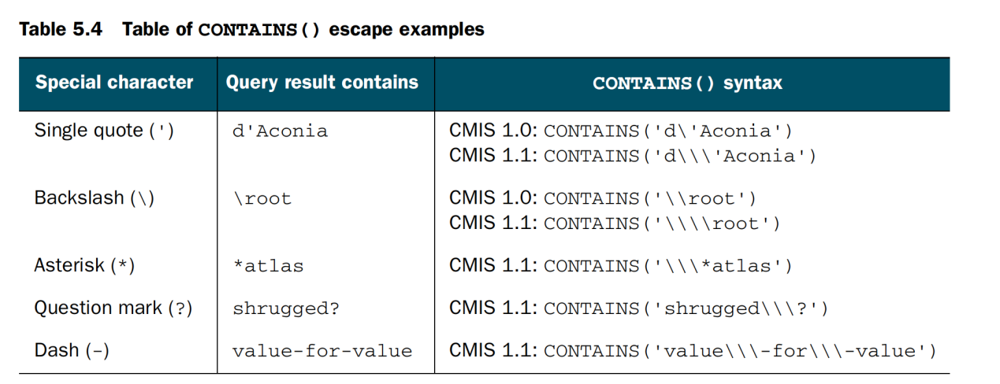 Table 5.4 Table of CONTAINS() escape examples
Special character Query result contains CONTAINS() syntax
Single quote (') d'Aconia CMIS 1.0: CONTAINS('d\'Aconia')
CMIS 1.1: CONTAINS('d\\\'Aconia')
Backslash (\) \root CMIS 1.0: CONTAINS('\\root')
CMIS 1.1: CONTAINS('\\\\root')
Asterisk (*) *atlas CMIS 1.1: CONTAINS('\\\*atlas')
Question mark (?) shrugged? CMIS 1.1: CONTAINS('shrugged\\\?')
Dash (-) value-for-value CMIS 1.1: CONTAINS('value\\\-for\\\-value')